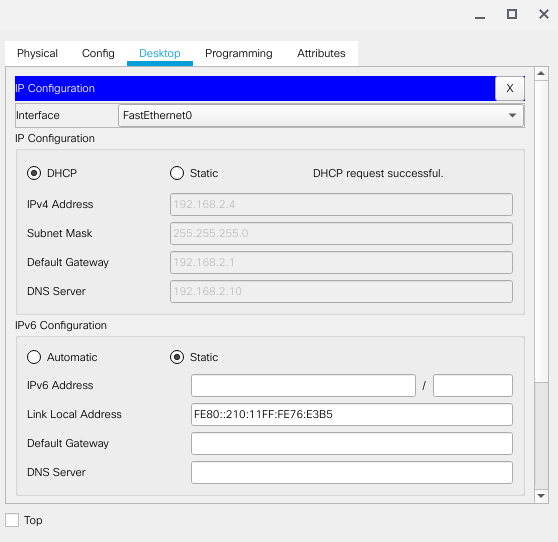 Physical Config Desktop Programming Attributes
IP Configuration X
Interface FastEthernet0
IP Configuration
DHCP Static DHCP request successful.
IPv4 Address 192.168.2.4
Subnet Mask 255.255.255.0
Default Gateway 192.168.2.1
DNS Server 192.168.2.10
IPv6 Configuration
Automatic Static
IPv6 Address /
Link Local Address FE80::210:11FF:FE76:E3B5
Default Gateway
DNS Server
Top